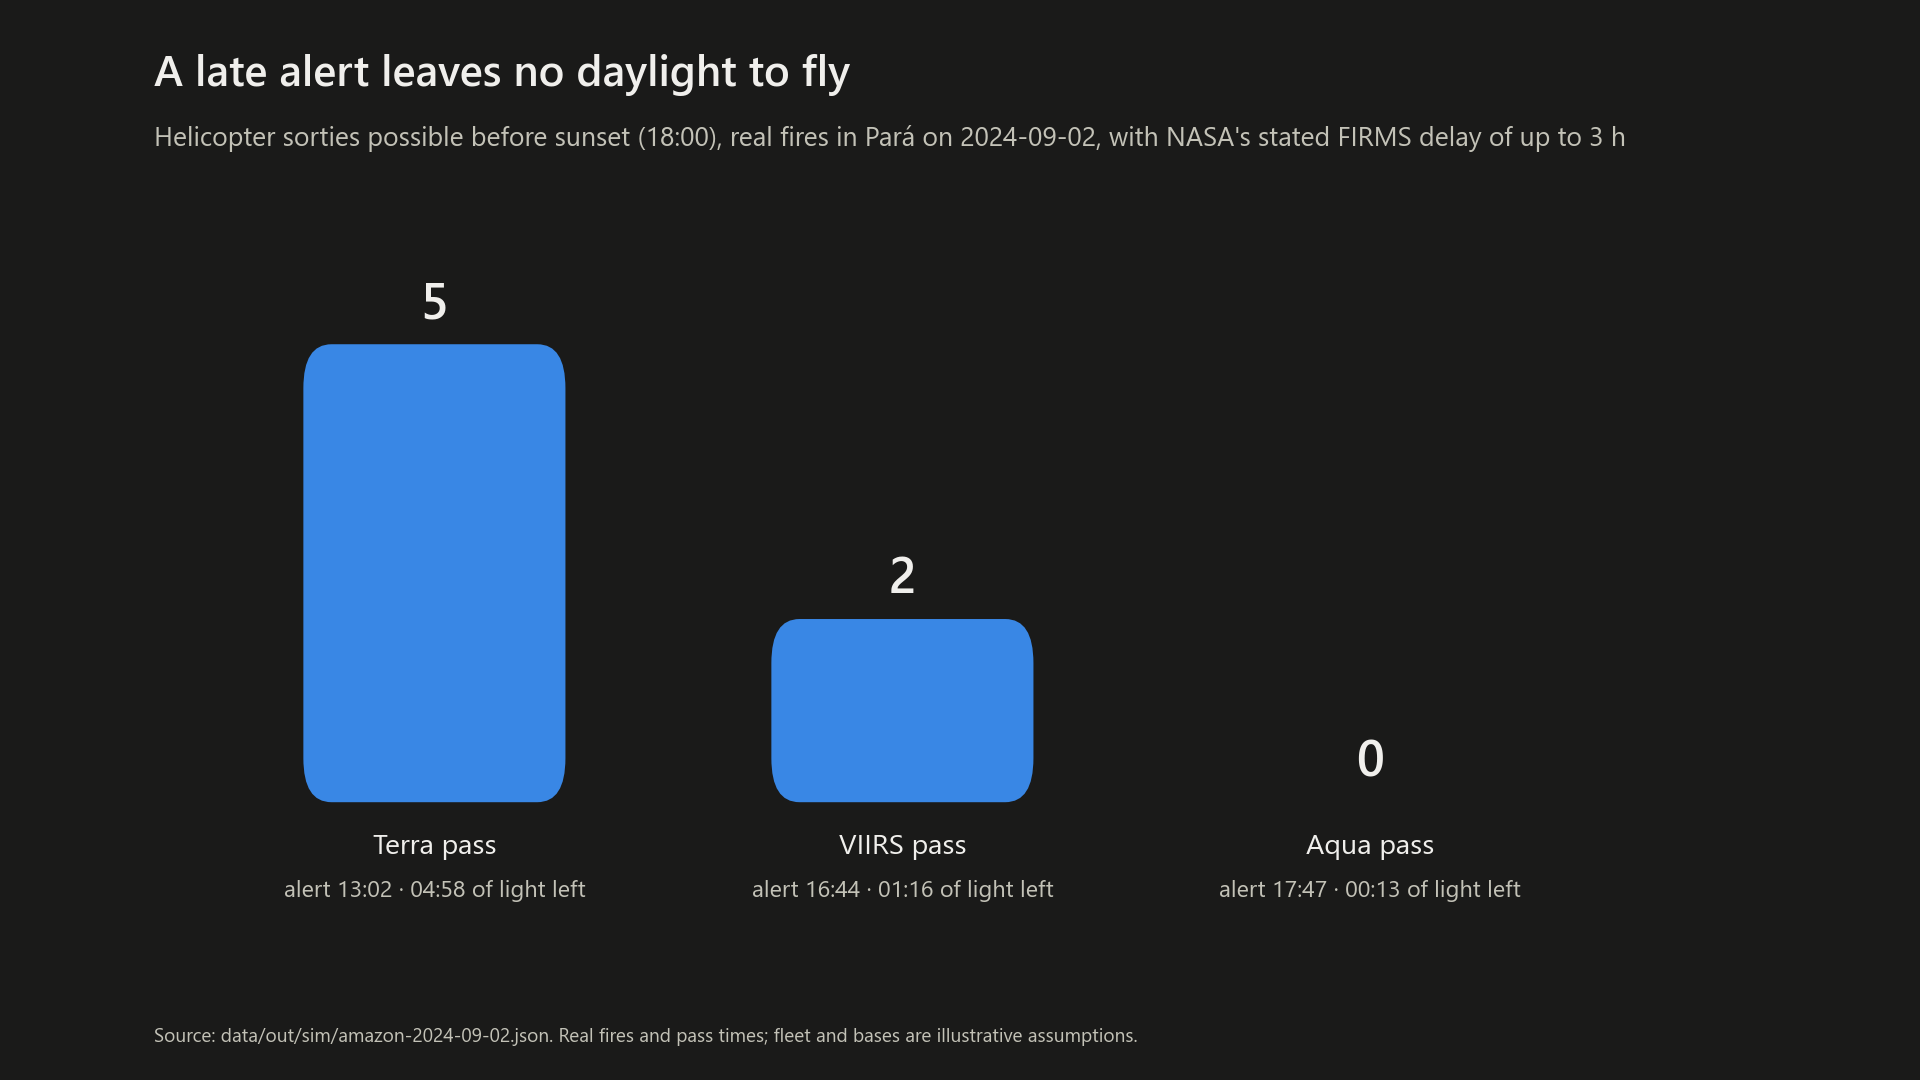 A late alert leaves no daylight to fly
Helicopter sorties possible before sunset (18:00), real fires in Pará on 2024-09-02, with NASA's stated FIRMS delay of up to 3 h
5
2
0
Terra pass
VIIRS pass
Aqua pass
alert 13:02 · 04:58 of light left
alert 16:44 · 01:16 of light left
alert 17:47 · 00:13 of light left
Source: data/out/sim/amazon-2024-09-02.json. Real fires and pass times; fleet and bases are illustrative assumptions.